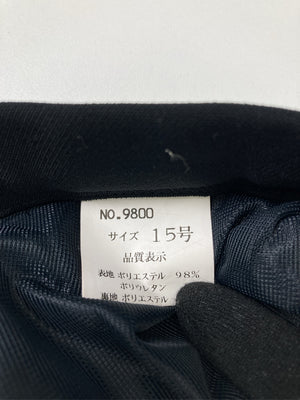 NO.9800
サイズ 15号
品質表示
表地 ポリエステル 98%
ポリウレタン
裏地 ポリエステル